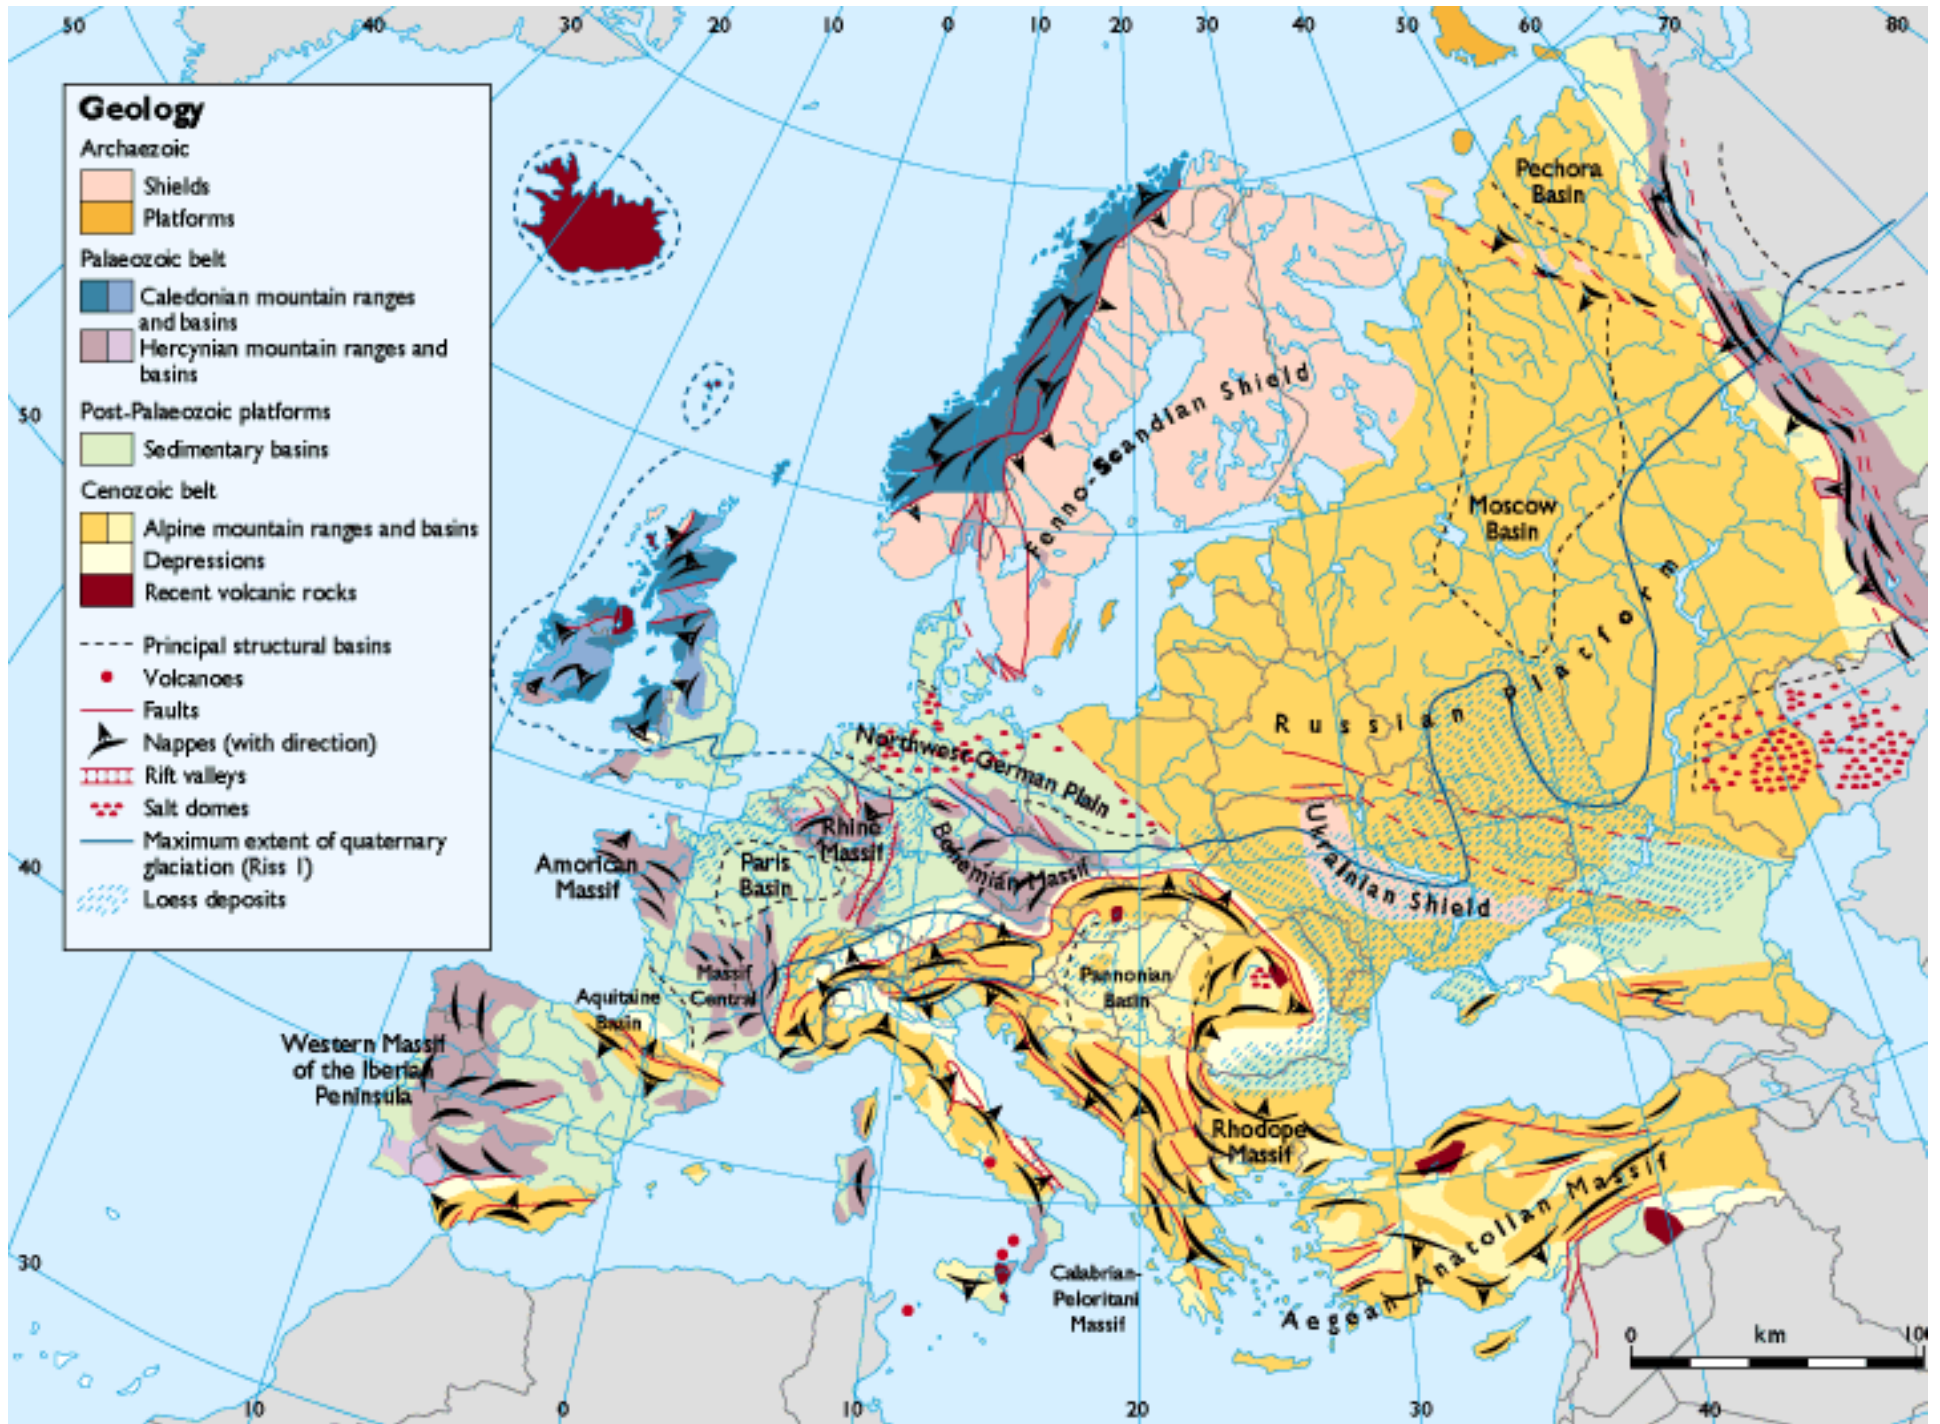 50 40 30 20 10 0 10 20 30 40 50 60 70 80
Geology
Archaezoic
Shields
Platforms
Palaeozoic belt
Caledonian mountain ranges
and basins
Hercynian mountain ranges and
basins
Post-Palaeozoic platforms
Sedimentary basins
Cenozoic belt
Alpine mountain ranges and basins
Depressions
Recent volcanic rocks
Principal structural basins
Volcanoes
Faults
Nappes (with direction)
Rift valleys
Salt domes
Maximum extent of quaternary
glaciation (Riss I)
Loess deposits
50
40
30
Pechora
Basin
Fenno-Scandian Shield
Moscow
Basin
Russian platform
Northwest German Plain
Ukrainian Shield
Rhine
Massif
Bohemian Massif
Amorican
Massif
Paris
Basin
Massif
Central
Aquitaine
Basin
Pannonian
Basin
Western Massif
of the Iberian
Peninsula
Rhodope
Massif
Aegean Anatolian Massif
Calabrian-
Peloritani
Massif
0 km 100
10 0 10 20 30 40